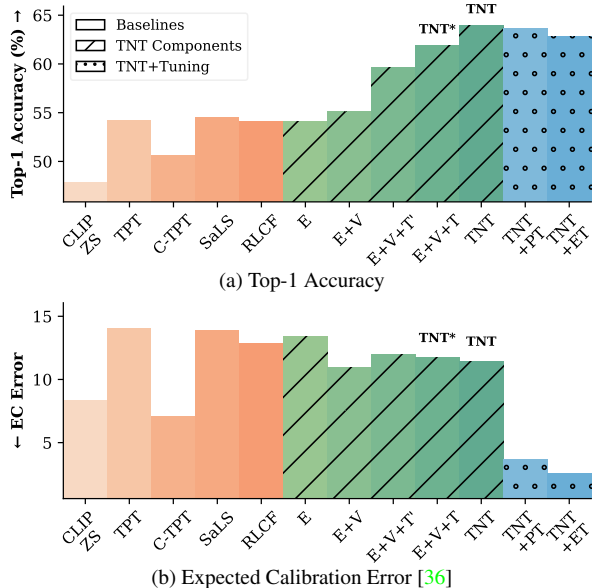 Top-1 Accuracy (%) →
65
60
55
50
Baselines
TNT Components
TNT+Tuning
TNT*
TNT
CLIP
ZS
TPT
C-TPT
SaLS
RLCF
E
E+V
E+V+T'
E+V+T
TNT
TNT
+PT
TNT
+ET
(a) Top-1 Accuracy
← EC Error
15
10
5
TNT*
TNT
CLIP
ZS
TPT
C-TPT
SaLS
RLCF
E
E+V
E+V+T'
E+V+T
TNT
TNT
+PT
TNT
+ET
(b) Expected Calibration Error [36]